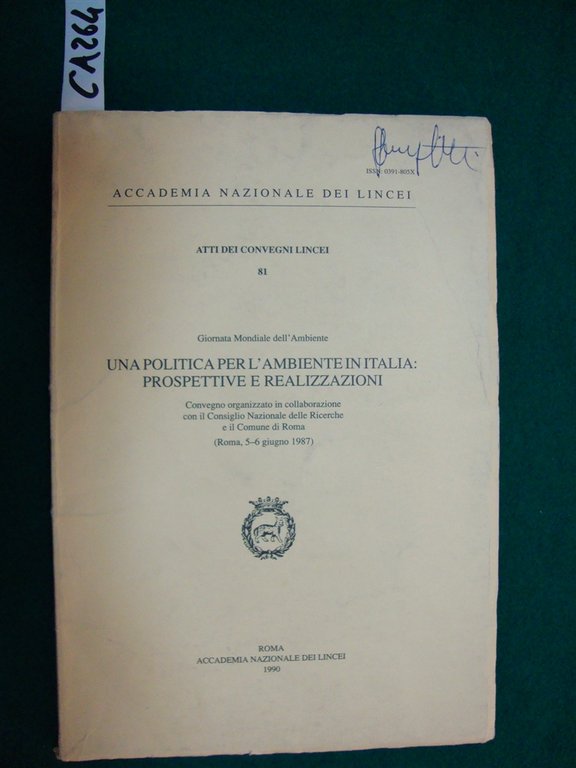 CA264
ISSN: 0391-805X
ACCADEMIA NAZIONALE DEI LINCEI
ATTI DEI CONVEGNI LINCEI
81
Giornata Mondiale dell'Ambiente
UNA POLITICA PER L'AMBIENTE IN ITALIA:
PROSPETTIVE E REALIZZAZIONI
Convegno organizzato in collaborazione
con il Consiglio Nazionale delle Ricerche
e il Comune di Roma
(Roma, 5-6 giugno 1987)
ROMA
ACCADEMIA NAZIONALE DEI LINCEI
1990